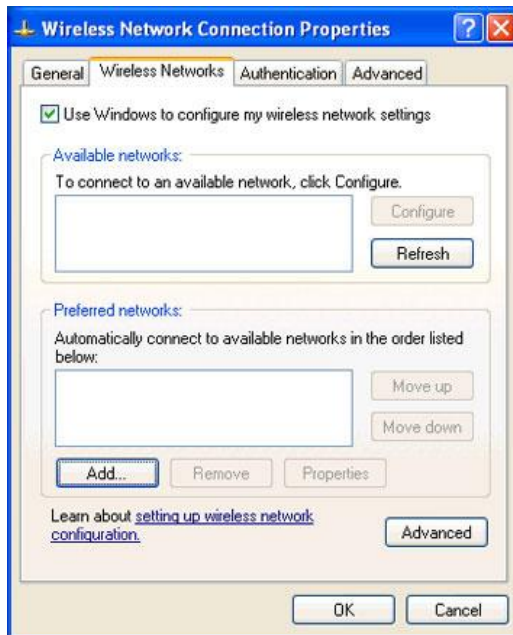 Wireless Network Connection Properties
General Wireless Networks Authentication Advanced
Use Windows to configure my wireless network settings
Available networks:
To connect to an available network, click Configure.
Configure
Refresh
Preferred networks:
Automatically connect to available networks in the order listed
below:
Move up
Move down
Add... Remove Properties
Learn about setting up wireless network
configuration.
Advanced
OK Cancel